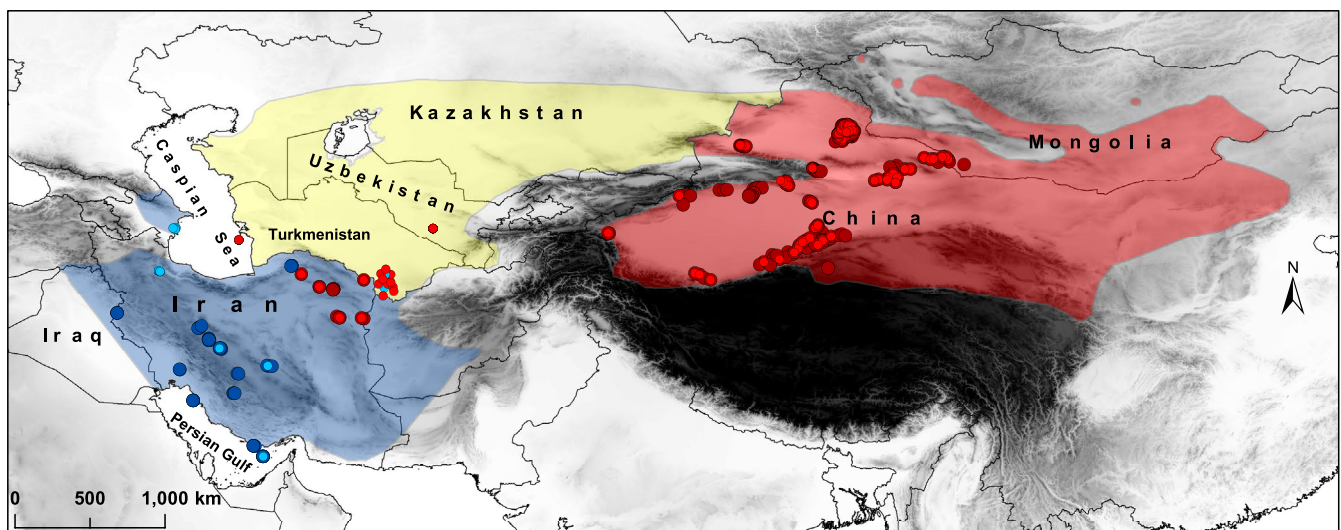 Kazakhstan
Mongolia
Caspian Sea
Uzbekistan
China
Turkmenistan
N
Iran
Iraq
Persian Gulf
0 500 1,000 km